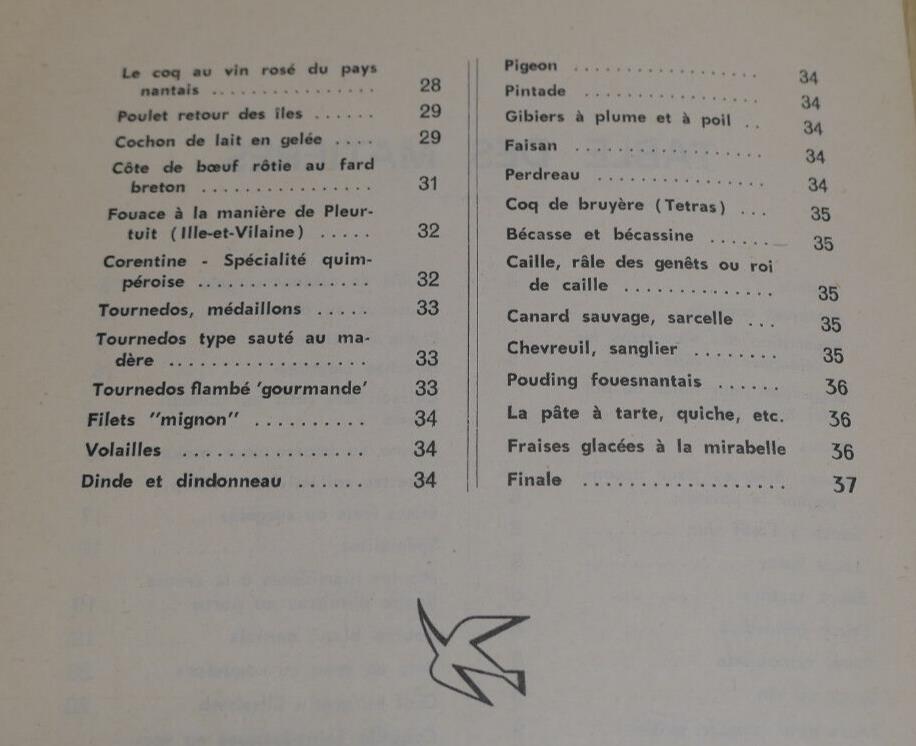 Le coq au vin rosé du pays
nantais ................ 28
Poulet retour des îles ...... 29
Cochon de lait en gelée .... 29
Côte de bœuf rôtie au fard
breton ................ 31
Fouace à la manière de Pleur-
tuit (Ille-et-Vilaine) ..... 32
Corentine - Spécialité quim-
péroise ................ 32
Tournedos, médaillons ..... 33
Tournedos type sauté au ma-
dère ................... 33
Tournedos flambé 'gourmande' 33
Filets "mignon" .......... 34
Volailles ................ 34
Dinde et dindonneau ...... 34
Pigeon .................. 34
Pintade ................ 34
Gibiers à plume et à poil .. 34
Faisan .................. 34
Perdreau ................ 34
Coq de bruyère (Tetras) ... 35
Bécasse et bécassine ...... 35
Caille, râle des genêts ou roi
de caille .............. 35
Canard sauvage, sarcelle ... 35
Chevreuil, sanglier ........ 35
Pouding fouesnantais ...... 36
La pâte à tarte, quiche, etc. 36
Fraises glacées à la mirabelle 36
Finale .................. 37